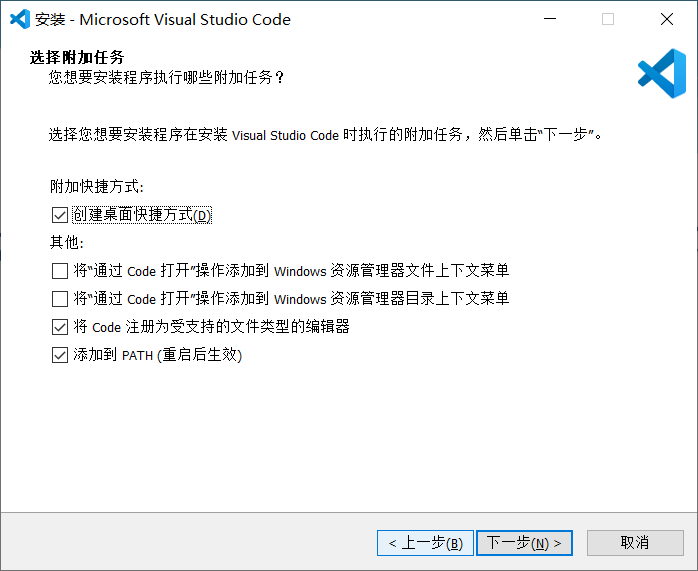 安装 - Microsoft Visual Studio Code
选择附加任务
您想要安装程序执行哪些附加任务？
选择您想要安装程序在安装 Visual Studio Code 时执行的附加任务，然后单击“下一步”。
附加快捷方式:
创建桌面快捷方式(D)
其他:
将“通过 Code 打开”操作添加到 Windows 资源管理器文件上下文菜单
将“通过 Code 打开”操作添加到 Windows 资源管理器目录上下文菜单
将 Code 注册为受支持的文件类型的编辑器
添加到 PATH (重启后生效)
< 上一步(B) 下一步(N) > 取消